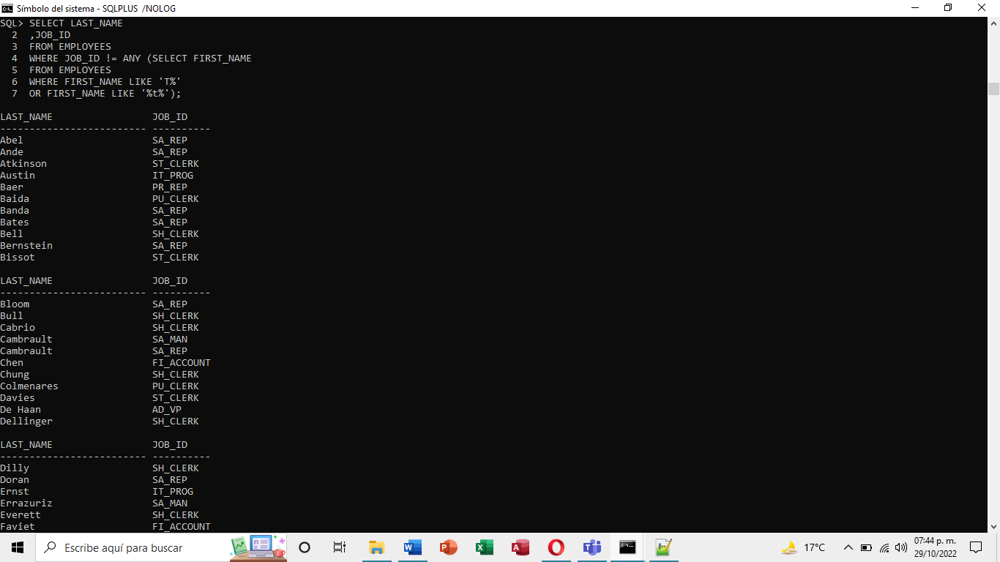 Símbolo del sistema - SQLPLUS /NOLOG
SQL> SELECT LAST_NAME
2 ,JOB_ID
3 FROM EMPLOYEES
4 WHERE JOB_ID != ANY (SELECT FIRST_NAME
5 FROM EMPLOYEES
6 WHERE FIRST_NAME LIKE 'T%'
7 OR FIRST_NAME LIKE '%t%');
LAST_NAME JOB_ID
------------------------- ----------
Abel SA_REP
Ande SA_REP
Atkinson ST_CLERK
Austin IT_PROG
Baer PR_REP
Baida PU_CLERK
Banda SA_REP
Bates SA_REP
Bell SH_CLERK
Bernstein SA_REP
Bissot ST_CLERK
LAST_NAME JOB_ID
------------------------- ----------
Bloom SA_REP
Bull SH_CLERK
Cabrio SH_CLERK
Cambrault SA_MAN
Cambrault SA_REP
Chen FI_ACCOUNT
Chung SH_CLERK
Colmenares PU_CLERK
Davies ST_CLERK
De Haan AD_VP
Dellinger SH_CLERK
LAST_NAME JOB_ID
------------------------- ----------
Dilly SH_CLERK
Doran SA_REP
Ernst IT_PROG
Errazuriz SA_MAN
Everett SH_CLERK
Faviet FI_ACCOUNT
Escribe aquí para buscar
17°C
07:44 p. m.
29/10/2022